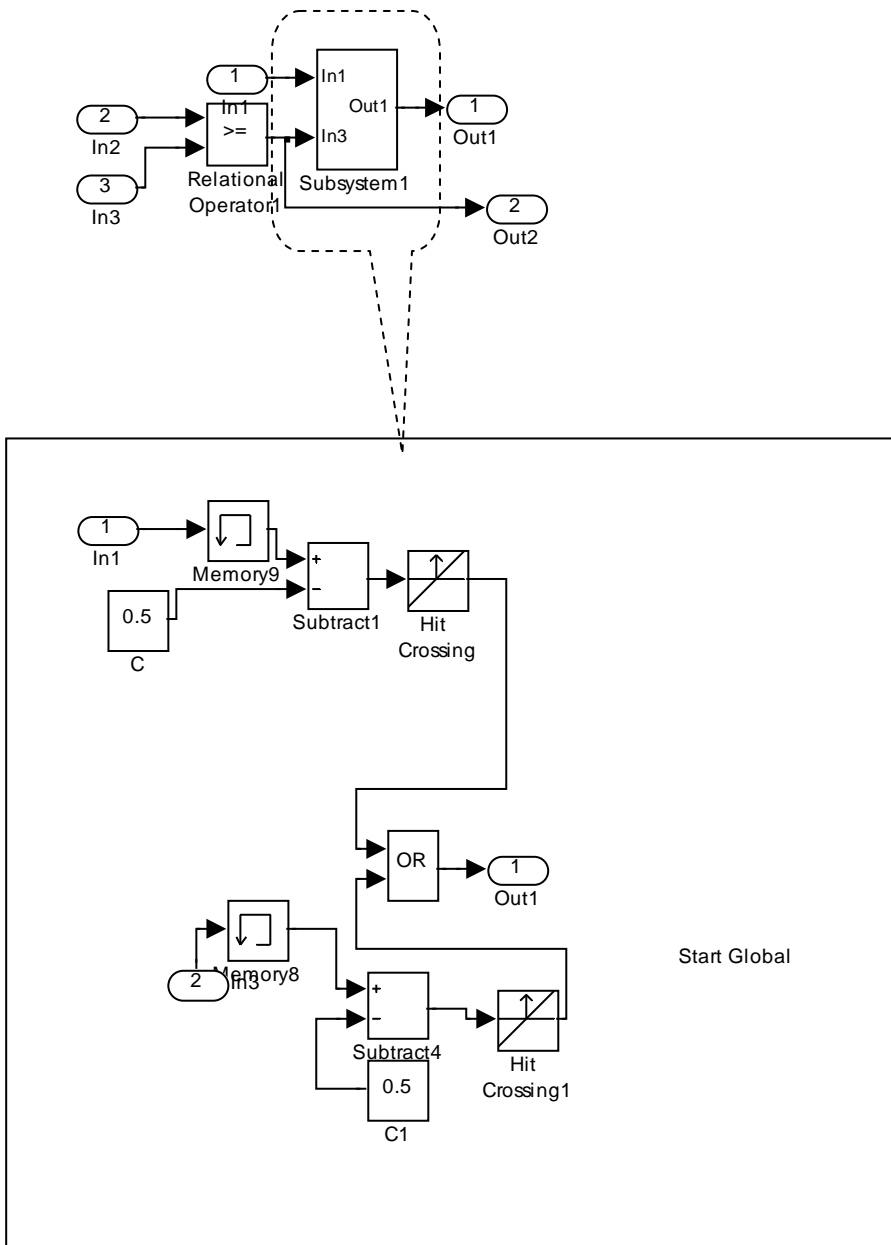 1
In1
In1
Out1
1
Out1
2
In2
>=
In3
3
In3
Relational
Operator1
Subsystem1
2
Out2
1
In1
Memory9
+
−
Subtract1
0.5
C
Hit
Crossing
OR
1
Out1
Memory8
2
In3
+
−
Subtract4
0.5
C1
Hit
Crossing1
Start Global